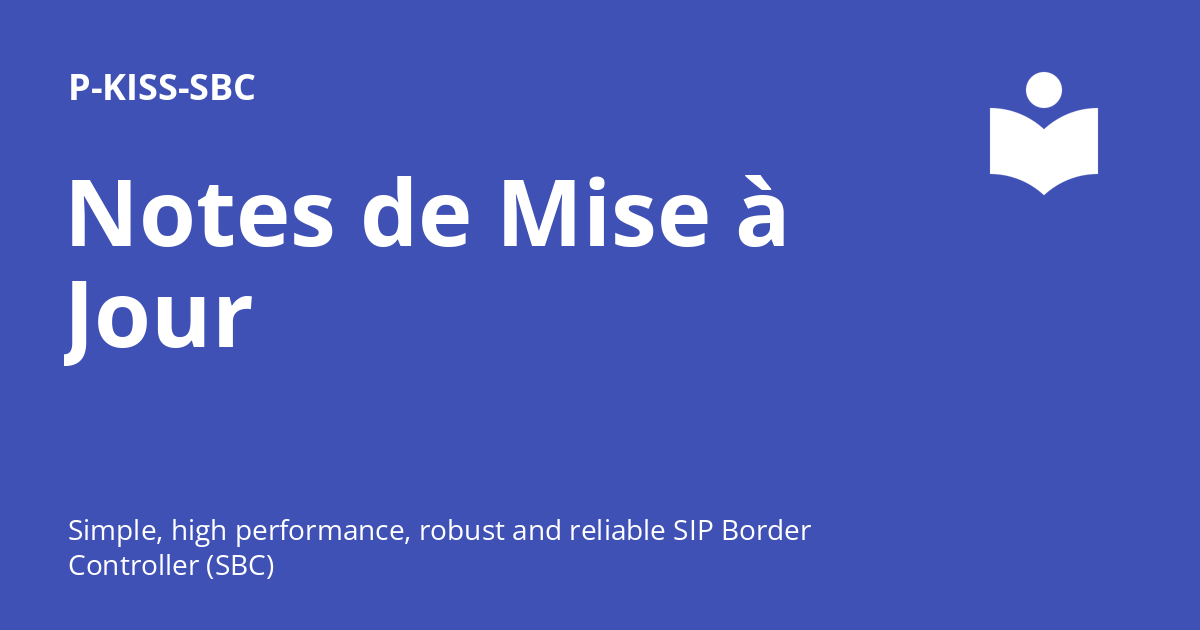 P-KISS-SBC
Notes de Mise à
Jour
Simple, high performance, robust and reliable SIP Border
Controller (SBC)